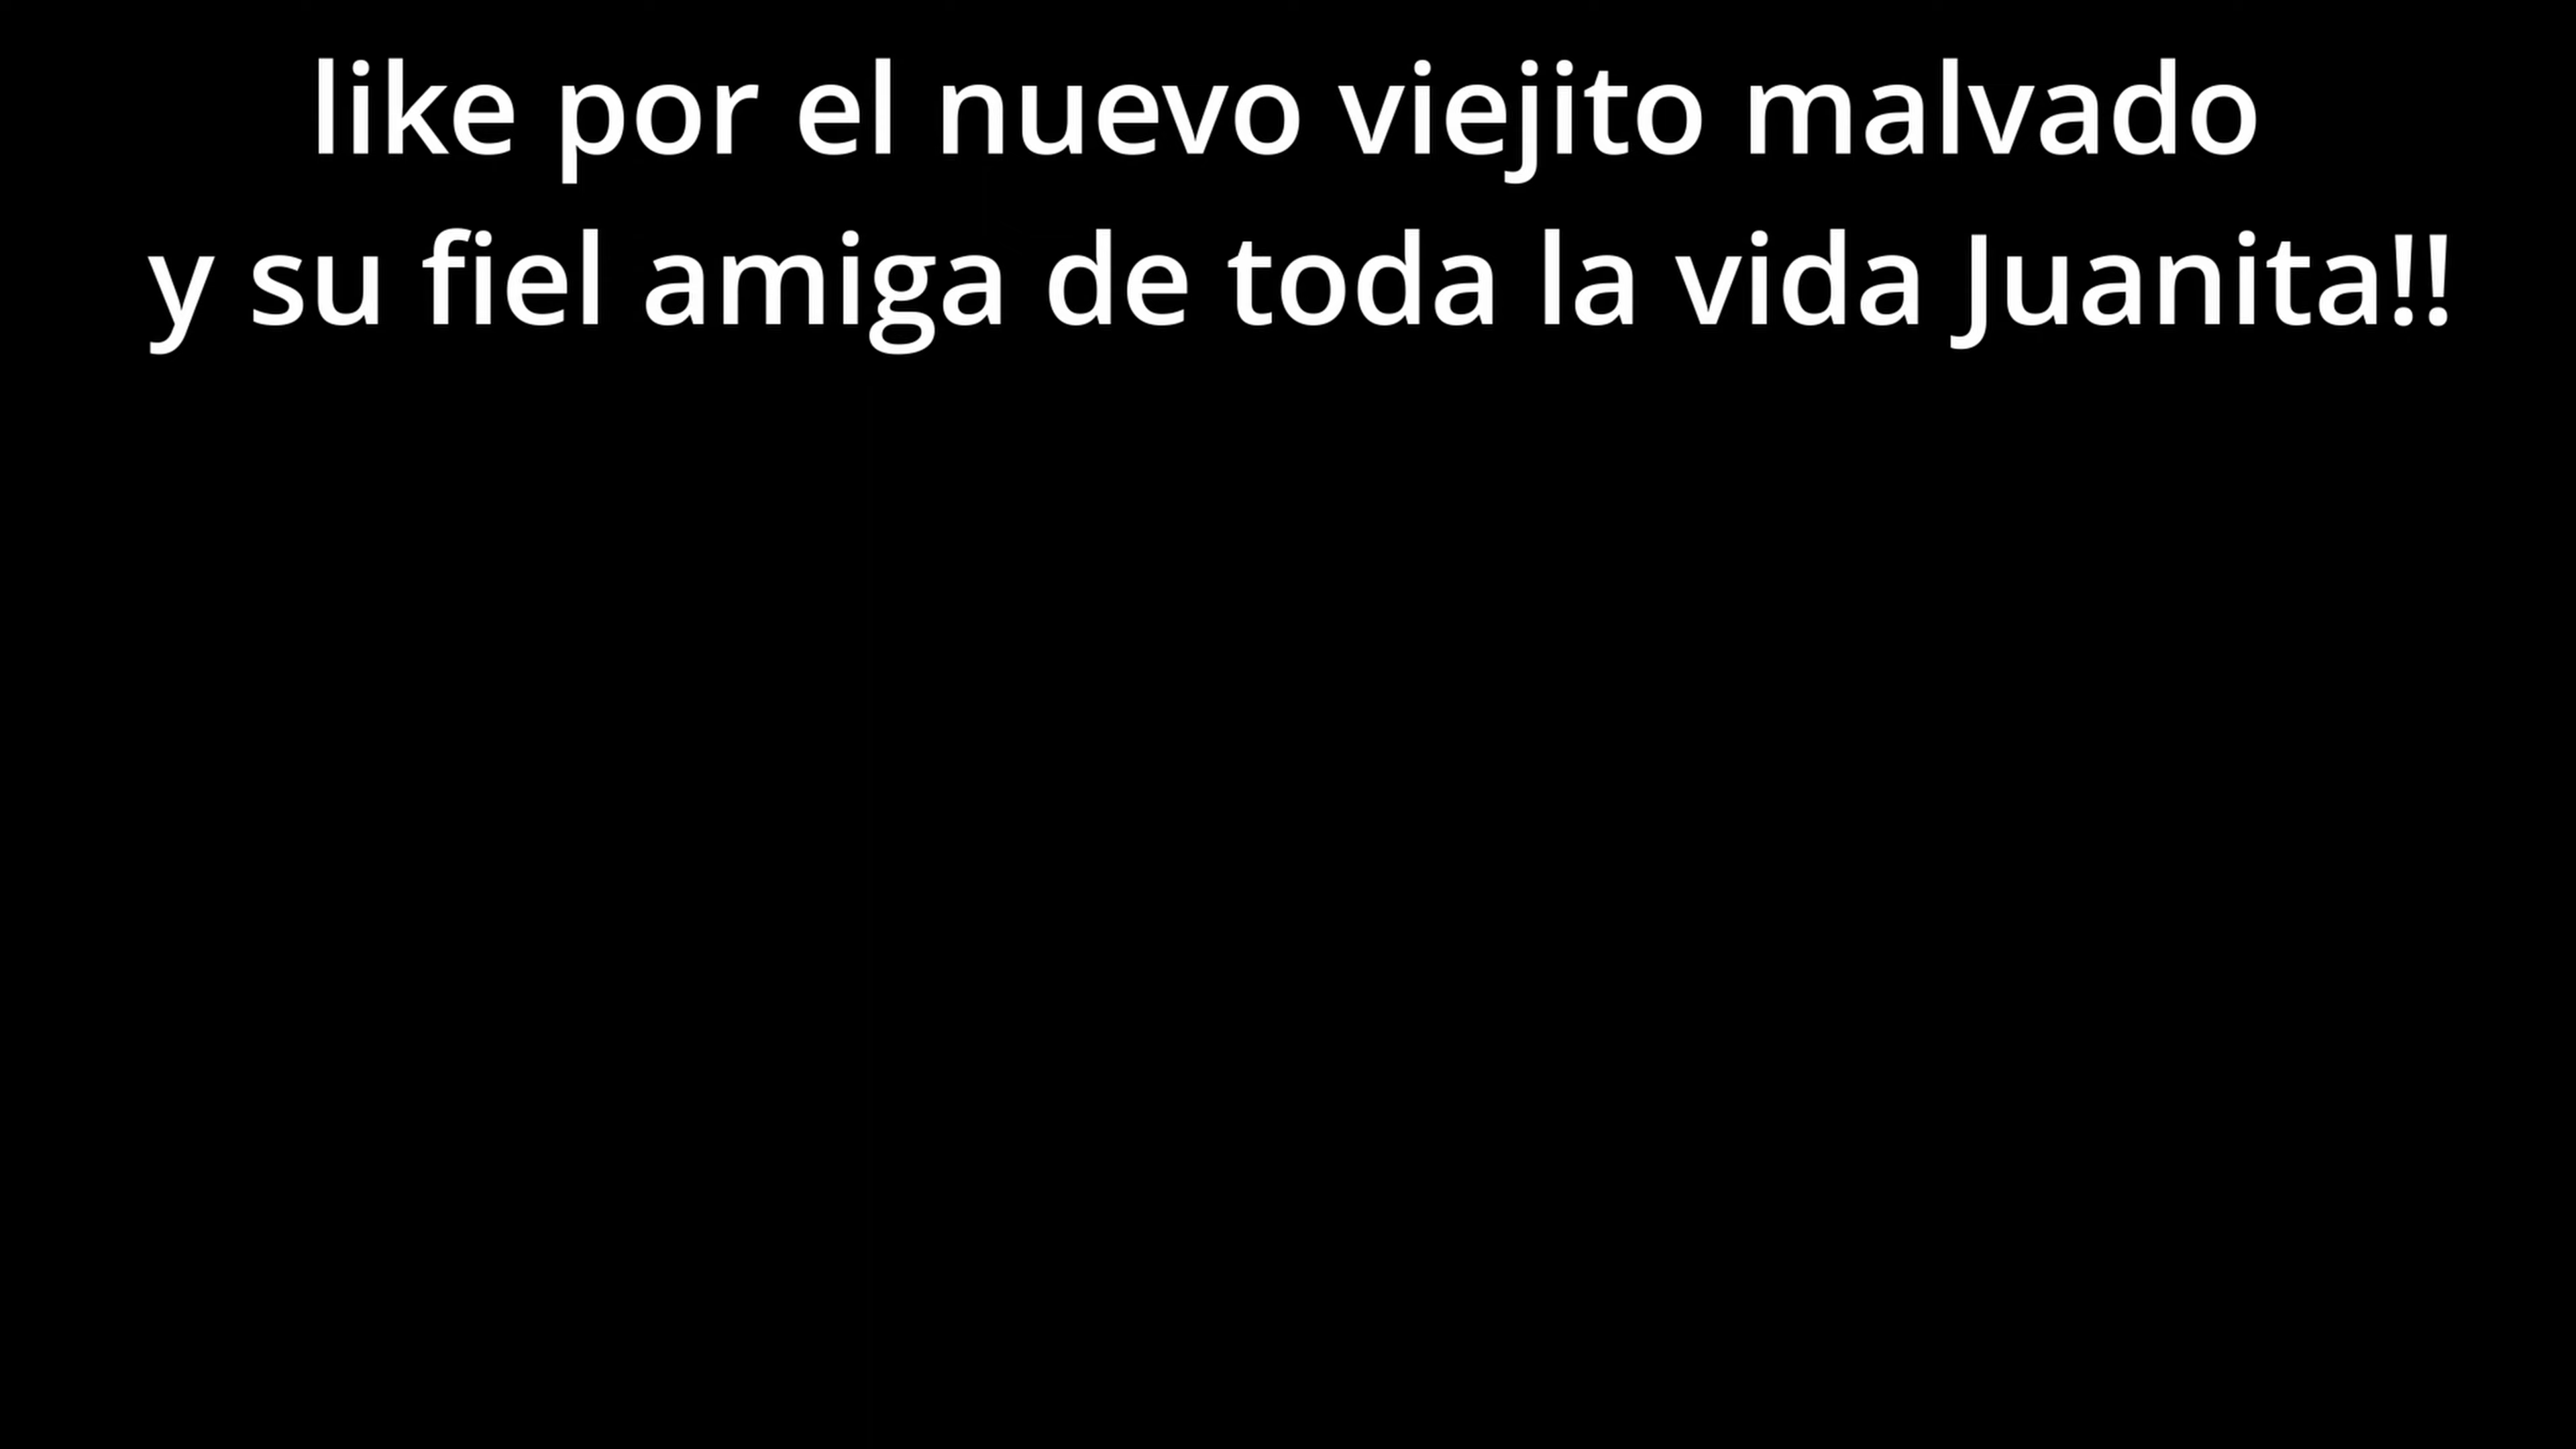 like por el nuevo viejito malvado
y su fiel amiga de toda la vida Juanita!!